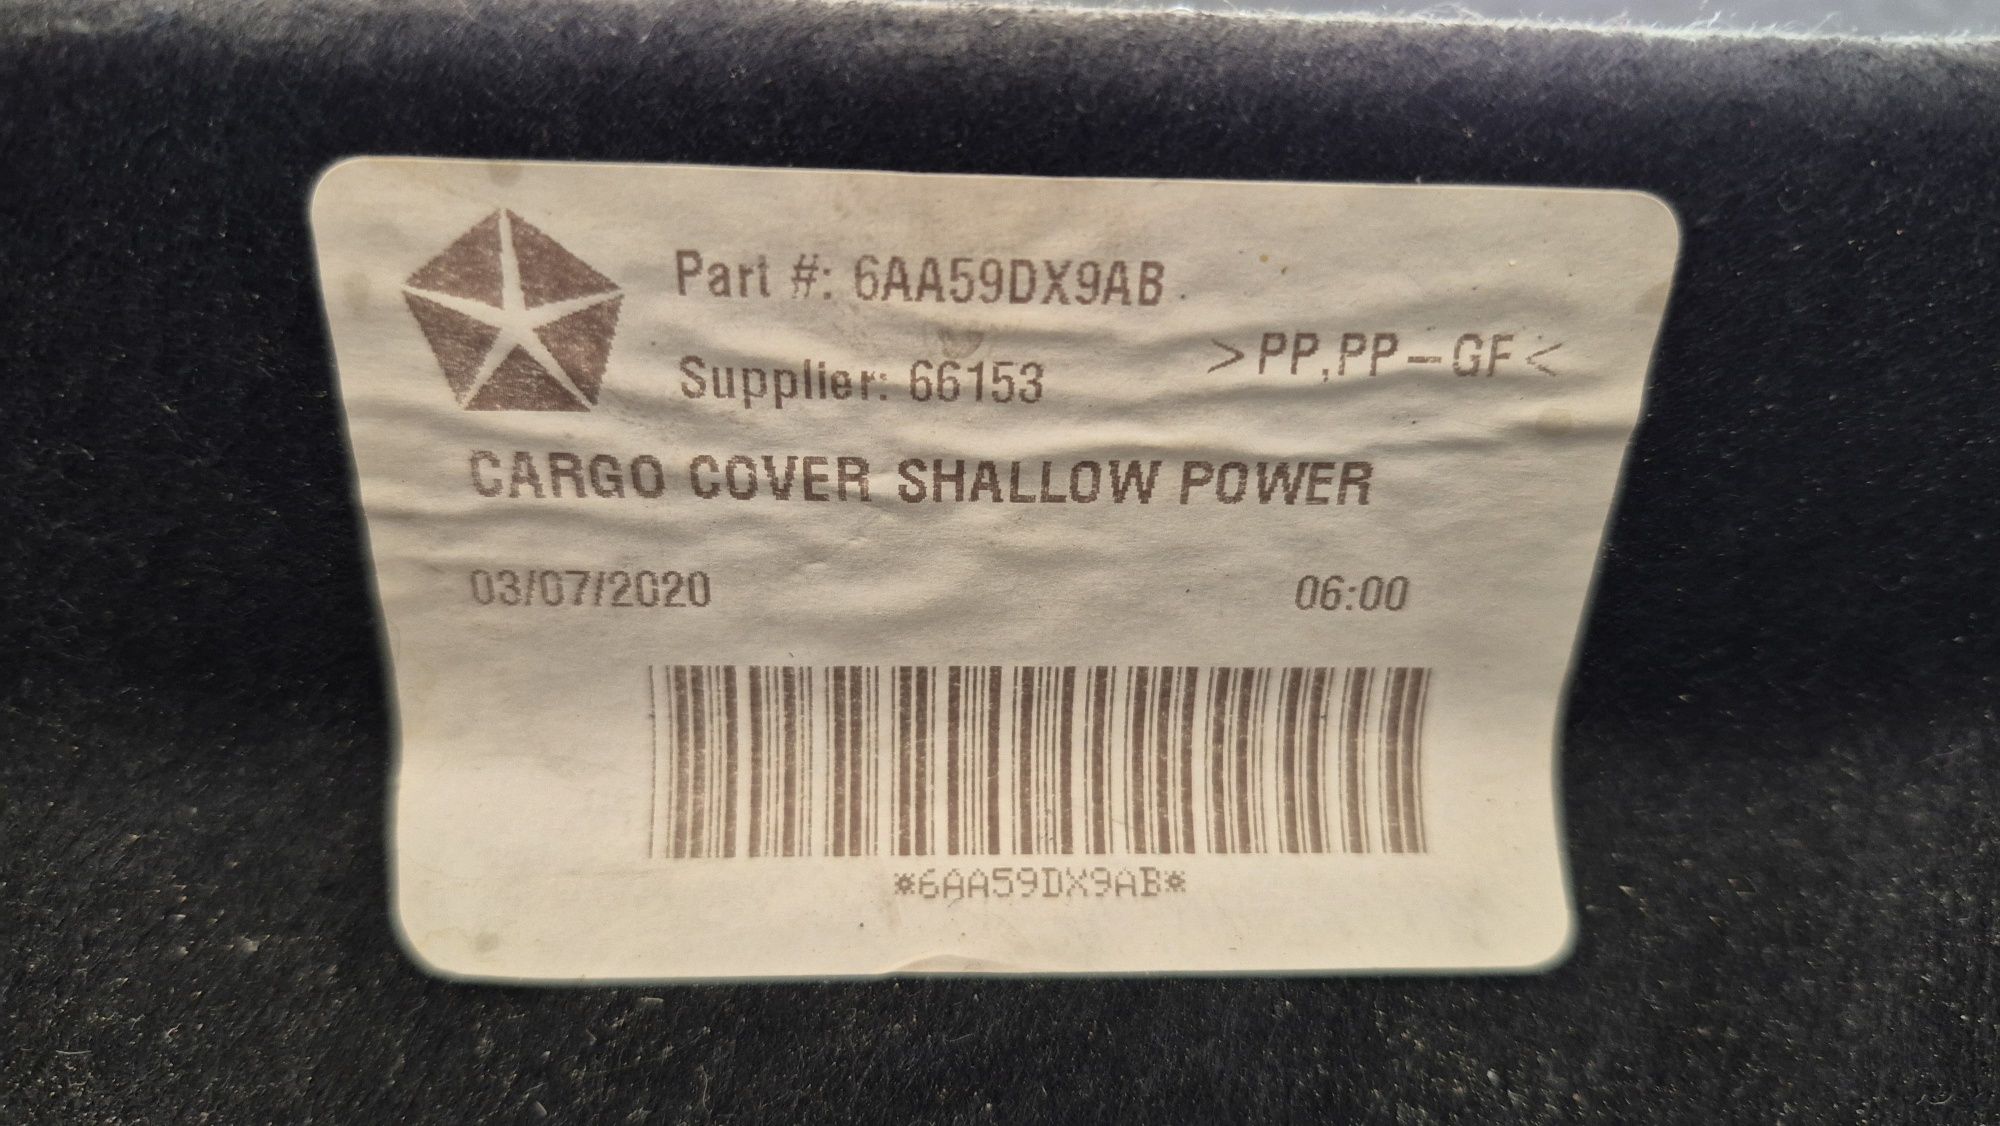 Part #: 6AA59DX9AB
Supplier: 66153
>PP,PP-GF<
CARGO COVER SHALLOW POWER
03/07/2020 06:00
*6AA59DX9AB*